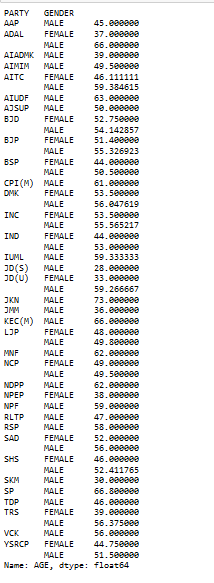 PARTY GENDER
AAP MALE 45.000000
ADAL FEMALE 37.000000
MALE 66.000000
AIADMK MALE 39.000000
AIMIM MALE 49.500000
AITC FEMALE 46.111111
MALE 59.384615
AIUDF MALE 63.000000
AJSUP MALE 50.000000
BJD FEMALE 52.750000
MALE 54.142857
BJP FEMALE 51.400000
MALE 55.326923
BSP FEMALE 44.000000
MALE 50.500000
CPI(M) MALE 61.000000
DMK FEMALE 53.500000
MALE 56.047619
INC FEMALE 53.500000
MALE 55.565217
IND FEMALE 44.000000
MALE 53.000000
IUML MALE 59.333333
JD(S) MALE 28.000000
JD(U) FEMALE 33.000000
MALE 59.266667
JKN MALE 73.000000
JMM MALE 36.000000
KEC(M) MALE 66.000000
LJP FEMALE 48.000000
MALE 49.800000
MNF MALE 62.000000
NCP FEMALE 49.000000
MALE 49.500000
NDPP MALE 62.000000
NPEP FEMALE 38.000000
NPF MALE 59.000000
RLTP MALE 47.000000
RSP MALE 58.000000
SAD FEMALE 52.000000
MALE 56.000000
SHS FEMALE 46.000000
MALE 52.411765
SKM MALE 30.000000
SP MALE 66.800000
TDP MALE 46.000000
TRS FEMALE 39.000000
MALE 56.375000
VCK MALE 56.000000
YSRCP FEMALE 44.750000
MALE 51.500000
Name: AGE, dtype: float64